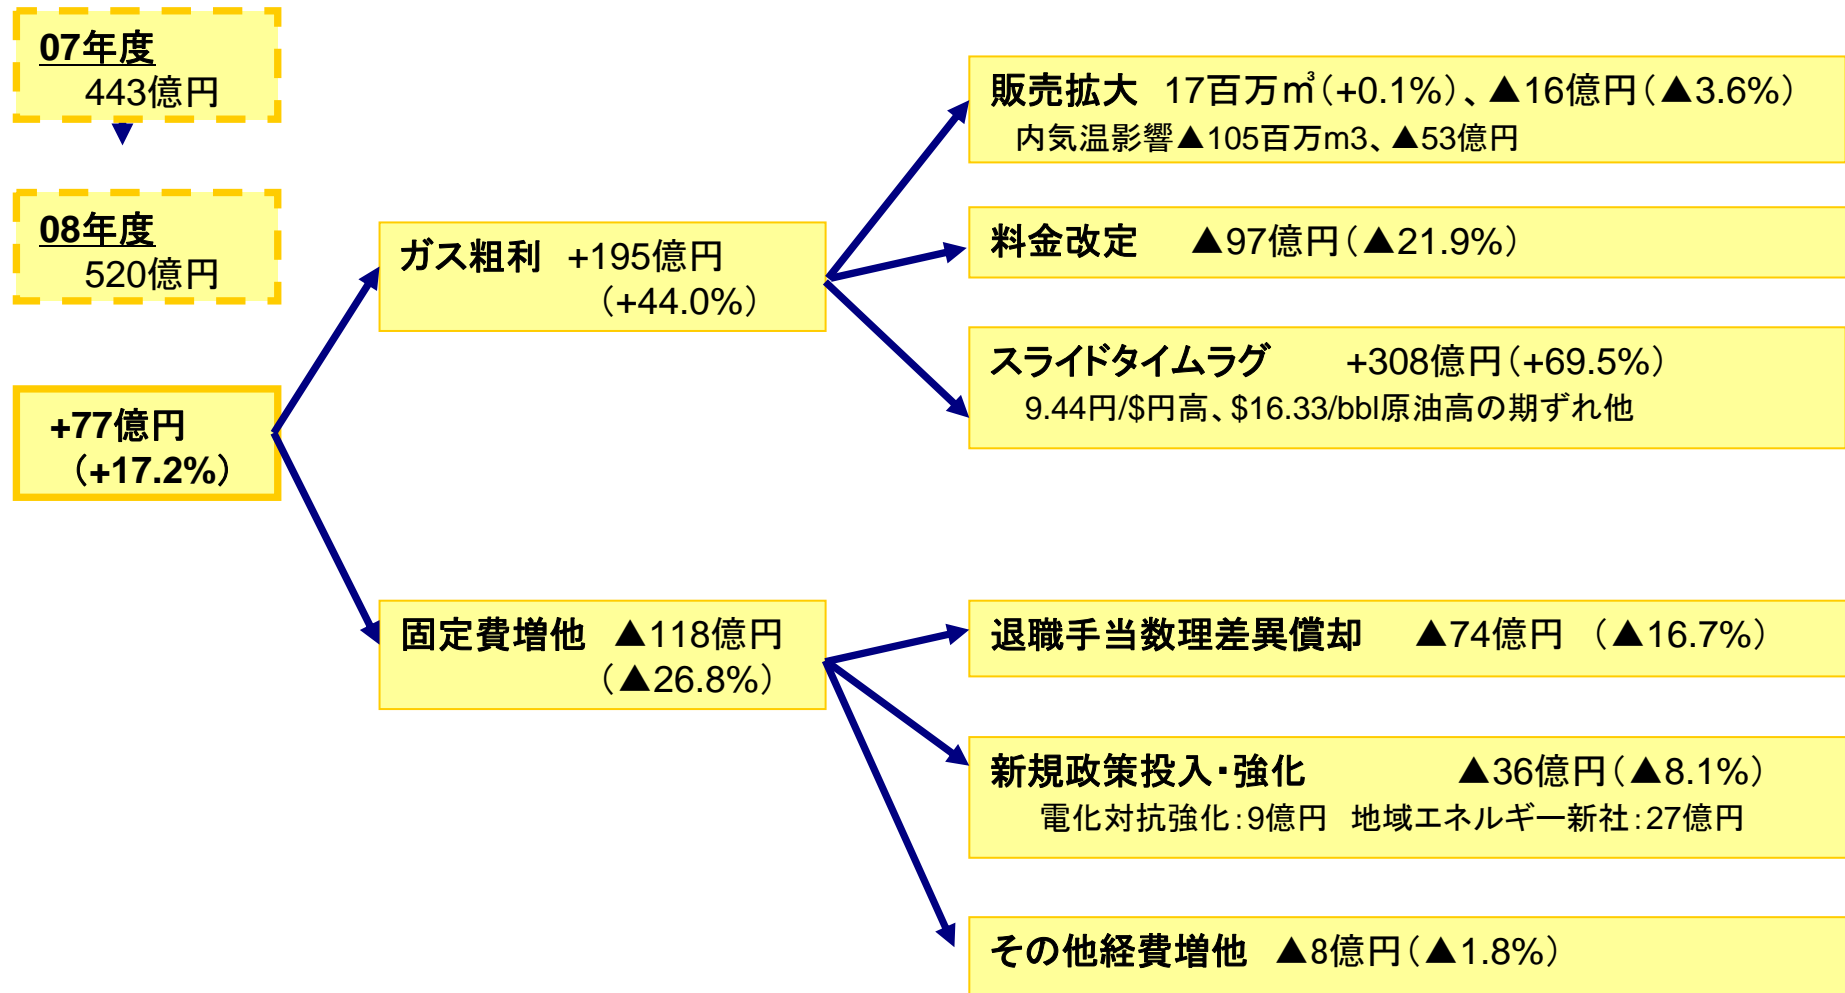 07年度
443億円
08年度
520億円
+77億円
（+17.2%）
ガス粗利 +195億円
（+44.0%）
固定費増他 ▲118億円
（▲26.8%）
販売拡大 17百万㎥（+0.1%）、▲16億円（▲3.6%）
内気温影響▲105百万m3、▲53億円
料金改定 ▲97億円（▲21.9%）
スライドタイムラグ +308億円（+69.5%）
9.44円/$円高、$16.33/bbl原油高の期ずれ他
退職手当数理差異償却 ▲74億円 （▲16.7%）
新規政策投入・強化 ▲36億円（▲8.1%）
電化対抗強化：9億円 地域エネルギー新社：27億円
その他経費増他 ▲8億円（▲1.8%）